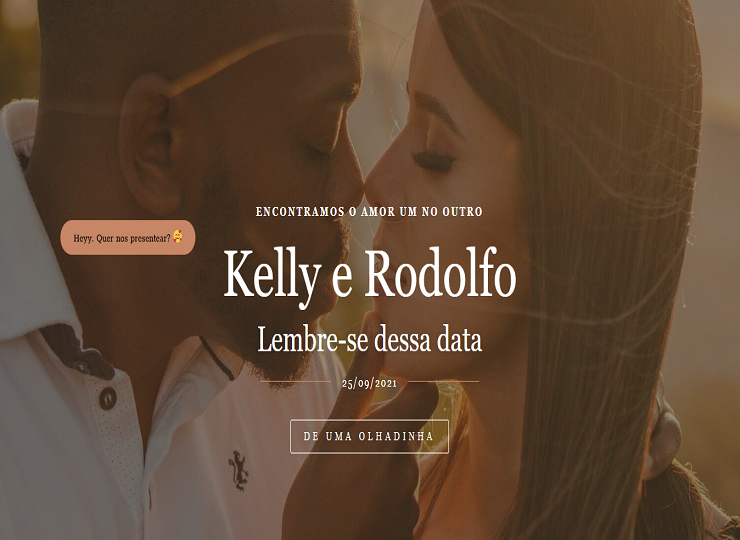 ENCONTRAMOS O AMOR UM NO OUTRO
Heyy. Quer nos presentear? 🥰
Kelly e Rodolfo
Lembre-se dessa data
25/09/2021
DE UMA OLHADINHA